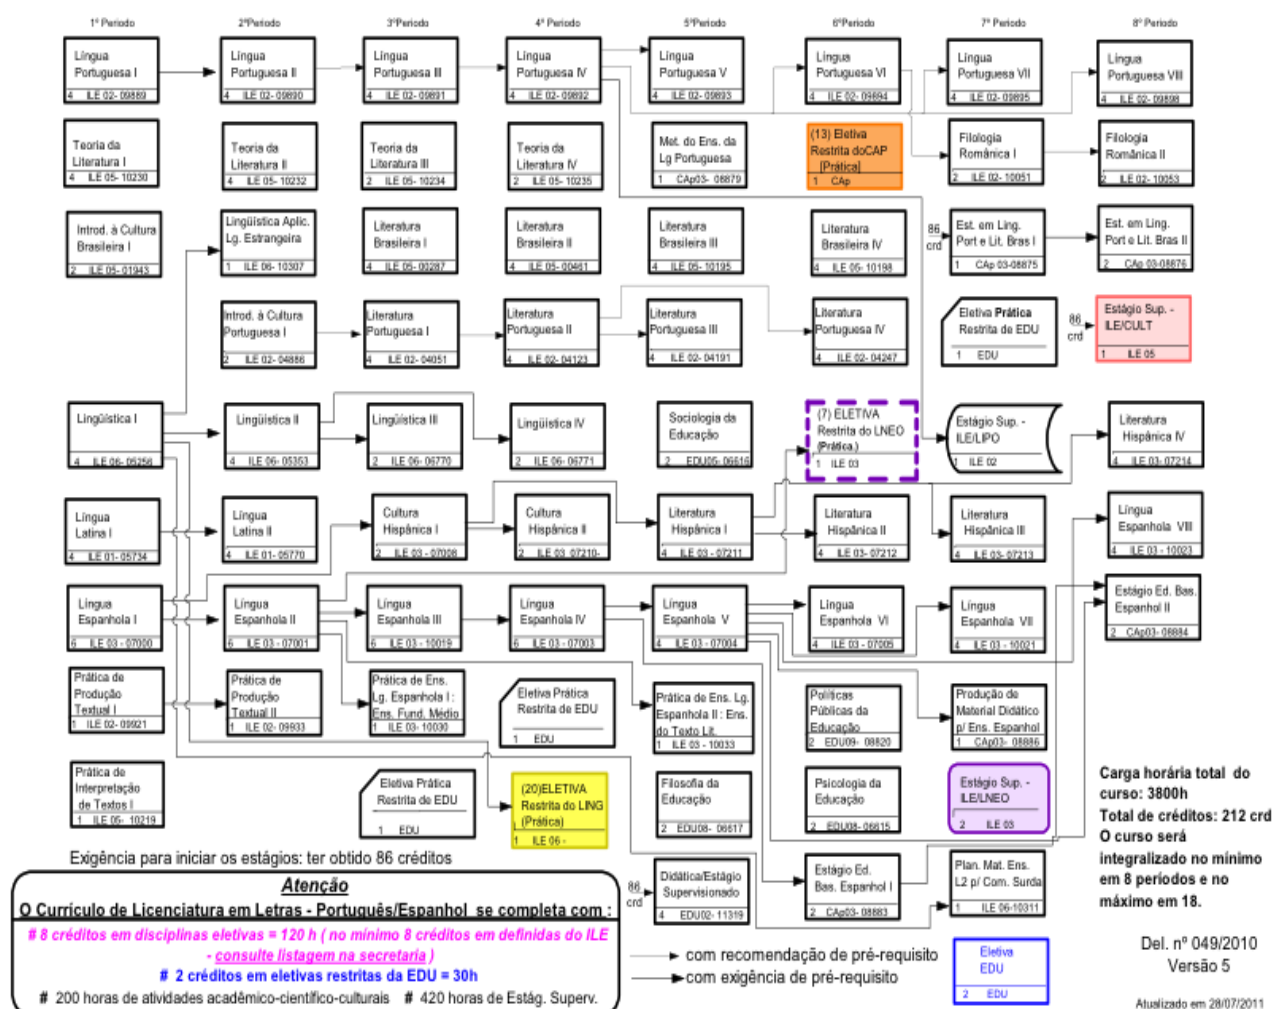 1º Periodo 2ºPeriodo 3ºPeriodo 4º Periodo 5ºPeriodo 6ºPeriodo 7º Periodo 8º Periodo
Língua
Portuguesa I
4 ILE 02- 09889
Língua
Portuguesa II
4 ILE 02- 09890
Língua
Portuguesa III
4 ILE 02- 09891
Língua
Portuguesa IV
4 ILE 02- 09892
Língua
Portuguesa V
4 ILE 02- 09893
Língua
Portuguesa VI
4 ILE 02- 09894
Língua
Portuguesa VII
4 ILE 02- 09895
Língua
Portuguesa VIII
4 ILE 02- 09898
Teoria da
Literatura I
4 ILE 05- 10230
Teoria da
Literatura II
4 ILE 05- 10232
Teoria da
Literatura III
2 ILE 05- 10234
Teoria da
Literatura IV
2 ILE 05- 10235
Met. do Ens. da
Lg Portuguesa
1 CAp03- 08879
(13) Eletiva
Restrita doCAP
[Prática]
1 CAp
Filologia
Românica I
2 ILE 02- 10051
Filologia
Românica II
2 ILE 02- 10053
Introd. à Cultura
Brasileira I
2 ILE 05-01943
Lingüística Aplic.
Lg. Estrangeira
1 ILE 06- 10307
Literatura
Brasileira I
4 ILE 05- 00287
Literatura
Brasileira II
4 ILE 05- 00461
Literatura
Brasileira III
4 ILE 05- 10195
Literatura
Brasileira IV
4 ILE 05- 10198
86
crd
Est. em Ling.
Port e Lit. Bras I
1 CAp 03-08875
Est. em Ling.
Port e Lit. Bras II
2 CAp 03-08876
Introd. à Cultura
Portuguesa I
2 ILE 02- 04886
Literatura
Portuguesa I
4 ILE 02- 04051
Literatura
Portuguesa II
4 ILE 02- 04123
Literatura
Portuguesa III
4 ILE 02- 04191
Literatura
Portuguesa IV
4 ILE 02- 04247
Eletiva Prática
Restrita de EDU
1 EDU
86
crd
Estágio Sup. -
ILE/CULT
1 ILE 05
Lingüística I
4 ILE 06- 05256
Lingüística II
4 ILE 06- 05353
Lingüística III
2 ILE 06- 06770
Lingüística IV
2 ILE 06- 06771
Sociologia da
Educação
2 EDU05- 06616
(7) ELETIVA
Restrita do LNEO
(Prática.)
1 ILE 03
Estágio Sup. -
ILE/LIPO
1 ILE 02
Literatura
Hispânica IV
4 ILE 03- 07214
Língua
Latina I
4 ILE 01- 05734
Língua
Latina II
4 ILE 01- 05770
Cultura
Hispânica I
2 ILE 03 - 07008
Cultura
Hispânica II
2 ILE 03 07210-
Literatura
Hispânica I
4 ILE 03 - 07211
Literatura
Hispânica II
4 ILE 03- 07212
Literatura
Hispânica III
4 ILE 03- 07213
Língua
Espanhola VIII
4 ILE 03 - 10023
Língua
Espanhola I
6 ILE 03 - 07000
Língua
Espanhola II
6 ILE 03 - 07001
Língua
Espanhola III
6 ILE 03 - 10019
Língua
Espanhola IV
6 ILE 03 - 07003
Língua
Espanhola V
4 ILE 03 - 07004
Língua
Espanhola VI
4 ILE 03 - 07005
Língua
Espanhola VII
4 ILE 03 - 10021
Estágio Ed. Bas.
Espanhol II
2 CAp03- 08884
Prática de
Produção
Textual I
1 ILE 02- 09921
Prática de
Produção
Textual II
1 ILE 02- 09933
Prática de Ens.
Lg. Espanhola I :
Ens. Fund. Médio
1 ILE 03- 10030
Eletiva Prática
Restrita de EDU
1 EDU
Prática de Ens. Lg.
Espanhola II : Ens.
do Texto Lit.
1 ILE 03 - 10033
Políticas
Públicas da
Educação
2 EDU09- 08820
Produção de
Material Didático
p/ Ens. Espanhol
1 CAp03- 08886
Prática de
Interpretação
de Textos I
1 ILE 05- 10219
Eletiva Prática
Restrita de EDU
1 EDU
(20)ELETIVA
Restrita do LING
(Prática)
1 ILE 06 -
Filosofia da
Educação
2 EDU08- 06617
Psicologia da
Educação
2 EDU08- 06615
Estágio Sup. -
ILE/LNEO
2 ILE 03
Carga horária total do
curso: 3800h
Total de créditos: 212 crd
O curso será
integralizado no mínimo
em 8 períodos e no
máximo em 18.
Exigência para iniciar os estágios: ter obtido 86 créditos
86
crd
Didática/Estágio
Supervisionado
4 EDU02- 11319
Estágio Ed.
Bas. Espanhol I
2 CAp03- 08883
Plan. Mat. Ens.
L2 p/ Com. Surda
1 ILE 06-10311
Atenção
O Currículo de Licenciatura em Letras - Português/Espanhol se completa com :
# 8 créditos em disciplinas eletivas = 120 h ( no mínimo 8 créditos em definidas do ILE
- consulte listagem na secretaria )
# 2 créditos em eletivas restritas da EDU = 30h
# 200 horas de atividades acadêmico-científico-culturais # 420 horas de Estág. Superv.
com recomendação de pré-requisito
com exigência de pré-requisito
Eletiva
EDU
2 EDU
Del. nº 049/2010
Versão 5
Atualizado em 28/07/2011